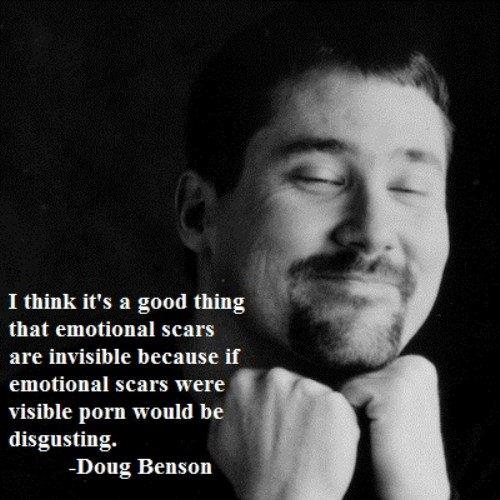 I think it's a good thing
that emotional scars
are invisible because if
emotional scars were
visible porn would be
disgusting.
-Doug Benson